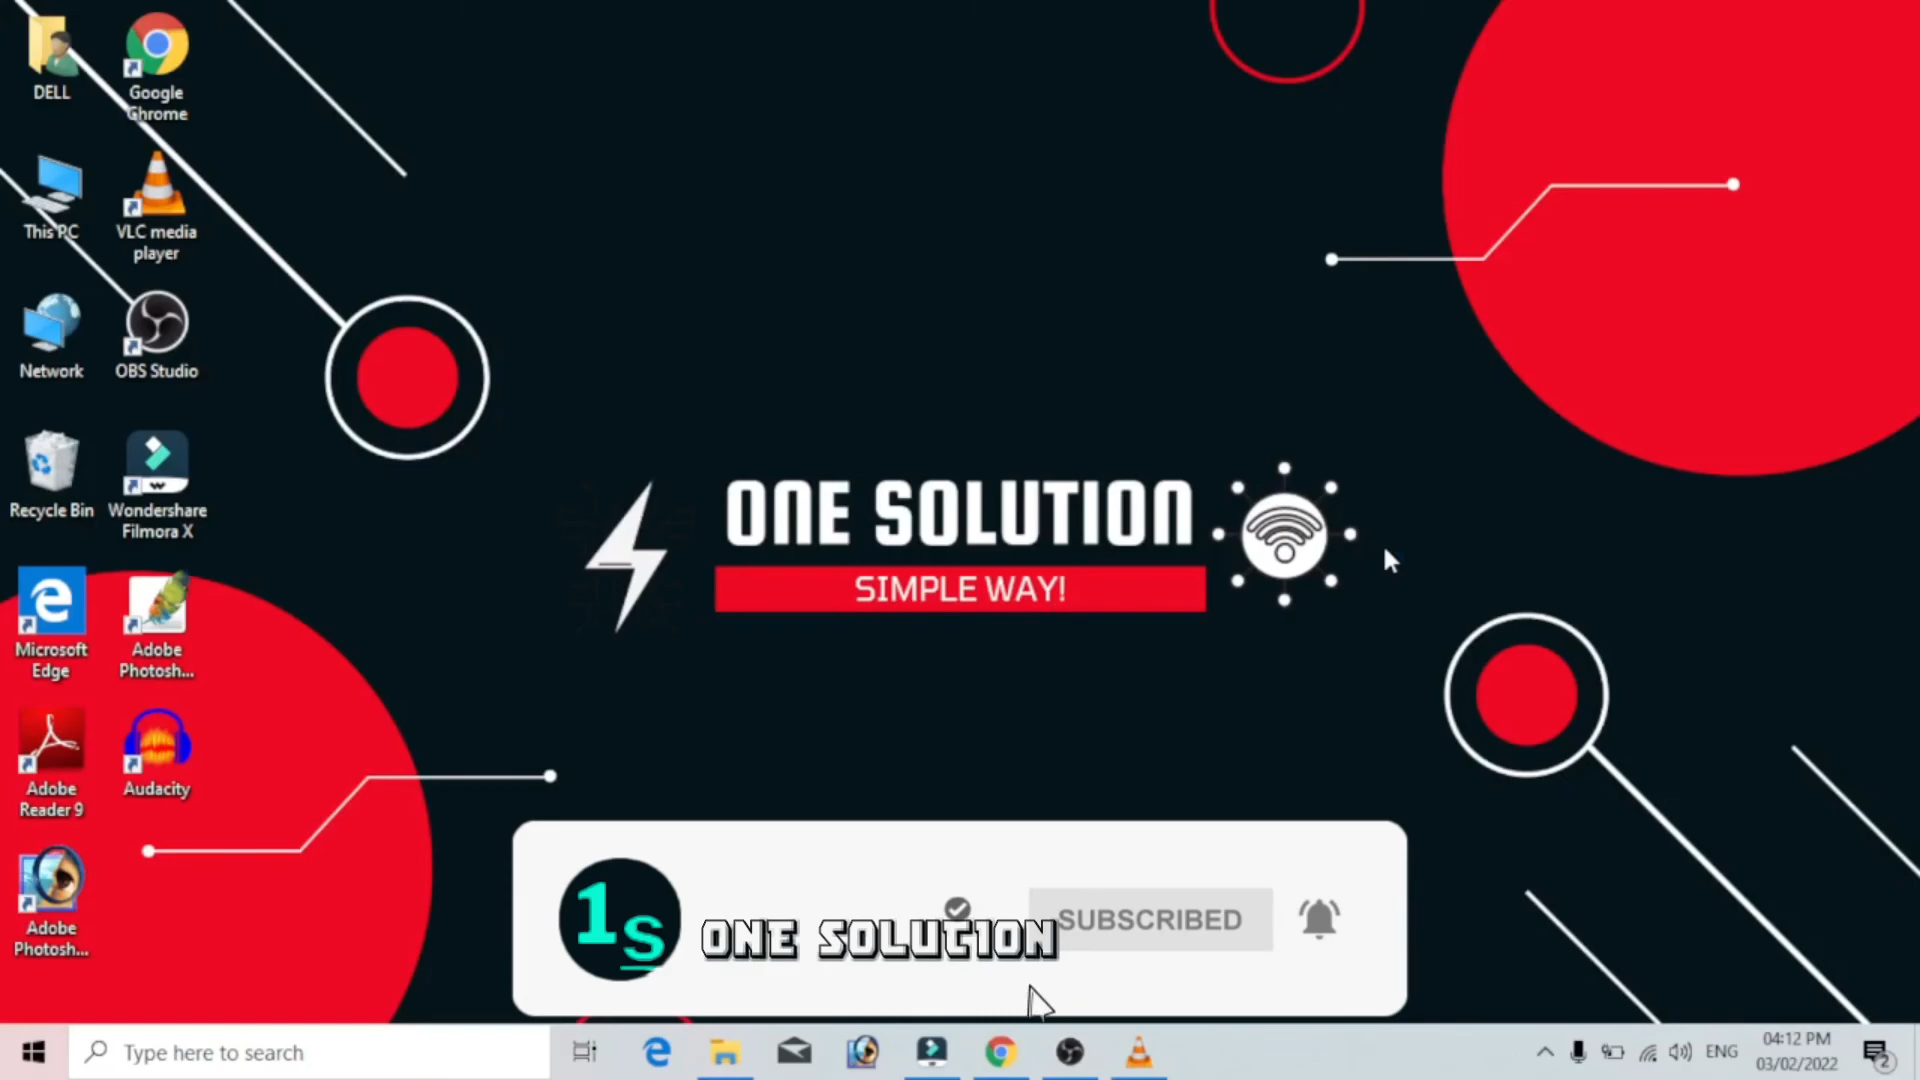 DELL
Google
Chrome
This PC
VLC media
player
Network
OBS Studio
Recycle Bin
Wondershare
Filmora X
Microsoft
Edge
Adobe
Photosh...
Adobe
Reader 9
Audacity
Adobe
Photosh...
ONE SOLUTION
SIMPLE WAY!
1s
ONE SOLUTION
SUBSCRIBED
Type here to search
ENG
04:12 PM
03/02/2022
2